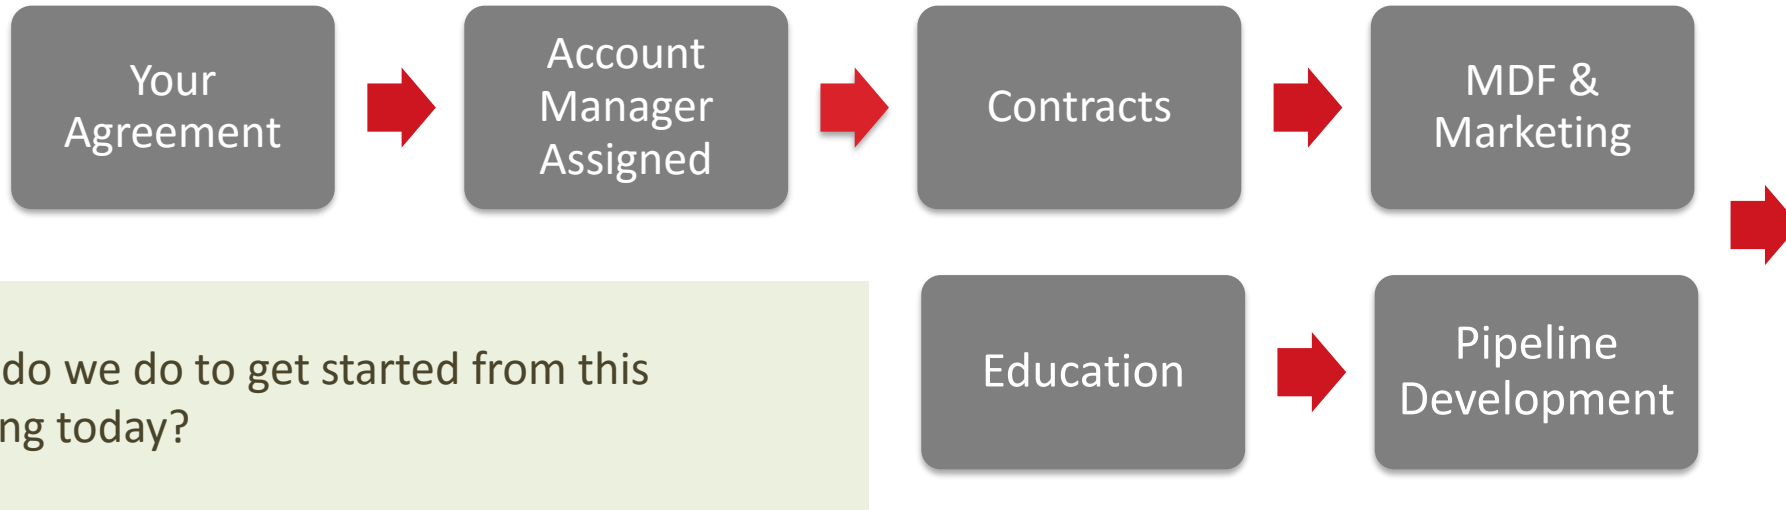 Your
Agreement
Account
Manager
Assigned
Contracts
MDF &
Marketing
Education
Pipeline
Development
do we do to get started from this
today?